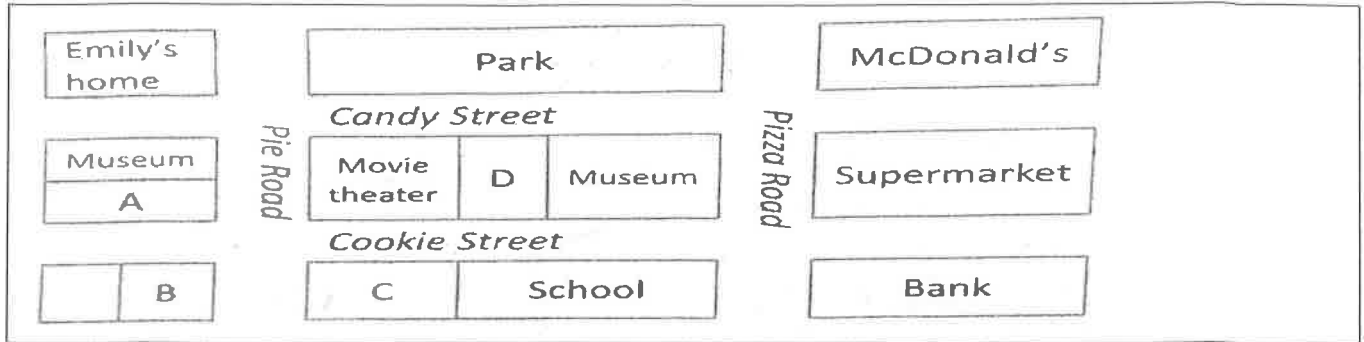 Emily's
home
Park
McDonald's
Candy Street
Pie Road
Pizza Road
Museum
A
Movie
theater
D
Museum
Supermarket
Cookie Street
B
C
School
Bank